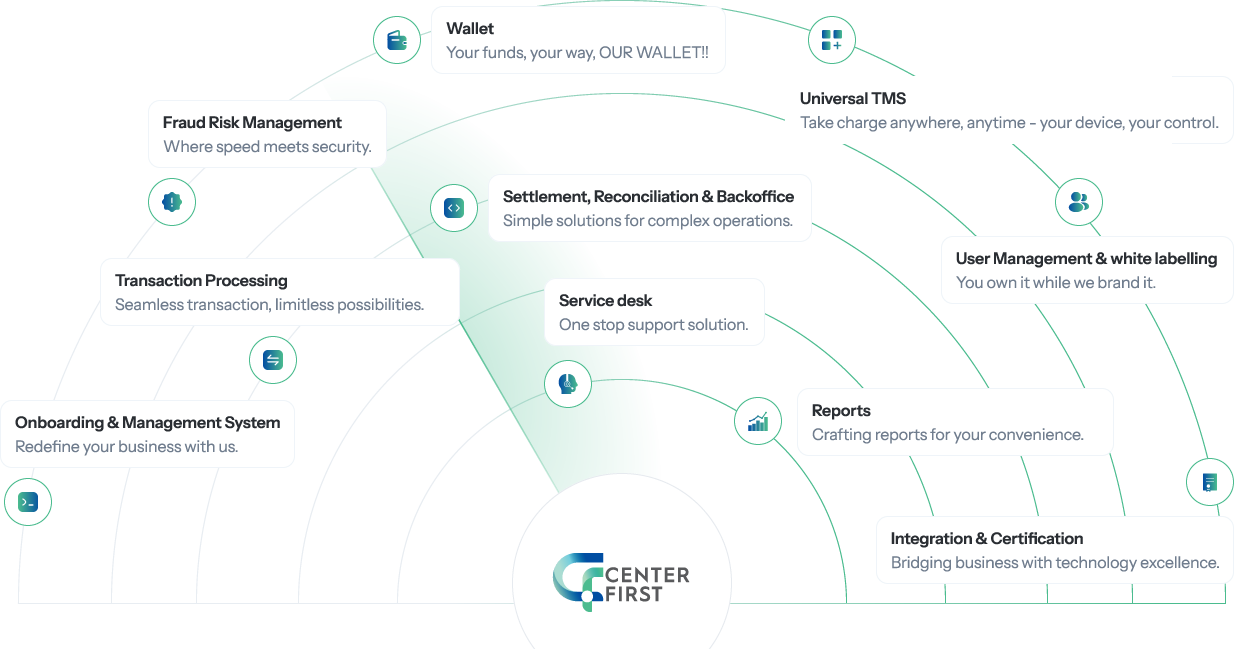 Wallet
Your funds, your way, OUR WALLET!!
Universal TMS
Take charge anywhere, anytime - your device, your control.
Fraud Risk Management
Where speed meets security.
Settlement, Reconciliation & Backoffice
Simple solutions for complex operations.
User Management & white labelling
You own it while we brand it.
Transaction Processing
Seamless transaction, limitless possibilities.
Service desk
One stop support solution.
Reports
Crafting reports for your convenience.
Onboarding & Management System
Redefine your business with us.
Integration & Certification
Bridging business with technology excellence.
CENTER
FIRST